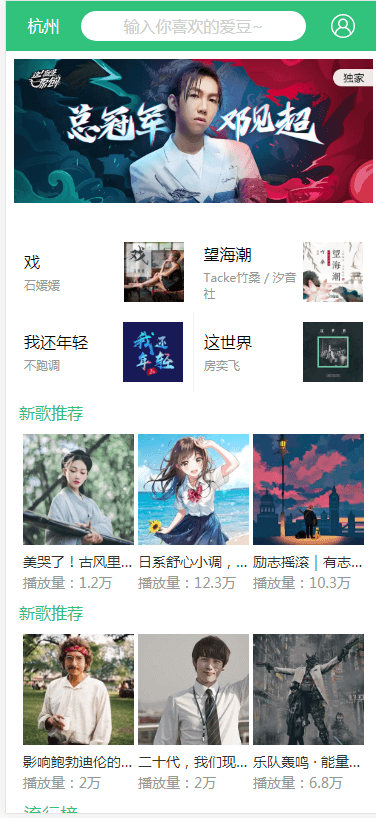 杭州
输入你喜欢的爱豆~
独家
总冠军 邓见超
戏
石媛媛
望海潮
Tacke竹桑 / 汐音社
我还年轻
不跑调
这世界
房奕飞
新歌推荐
美哭了！古风里...
日系舒心小调，...
励志摇滚｜有志...
播放量：1.2万
播放量：12.3万
播放量：10.3万
新歌推荐
影响鲍勃迪伦的...
二十代，我们现...
乐队轰鸣 · 能量...
播放量：2万
播放量：2万
播放量：6.8万
流行榜